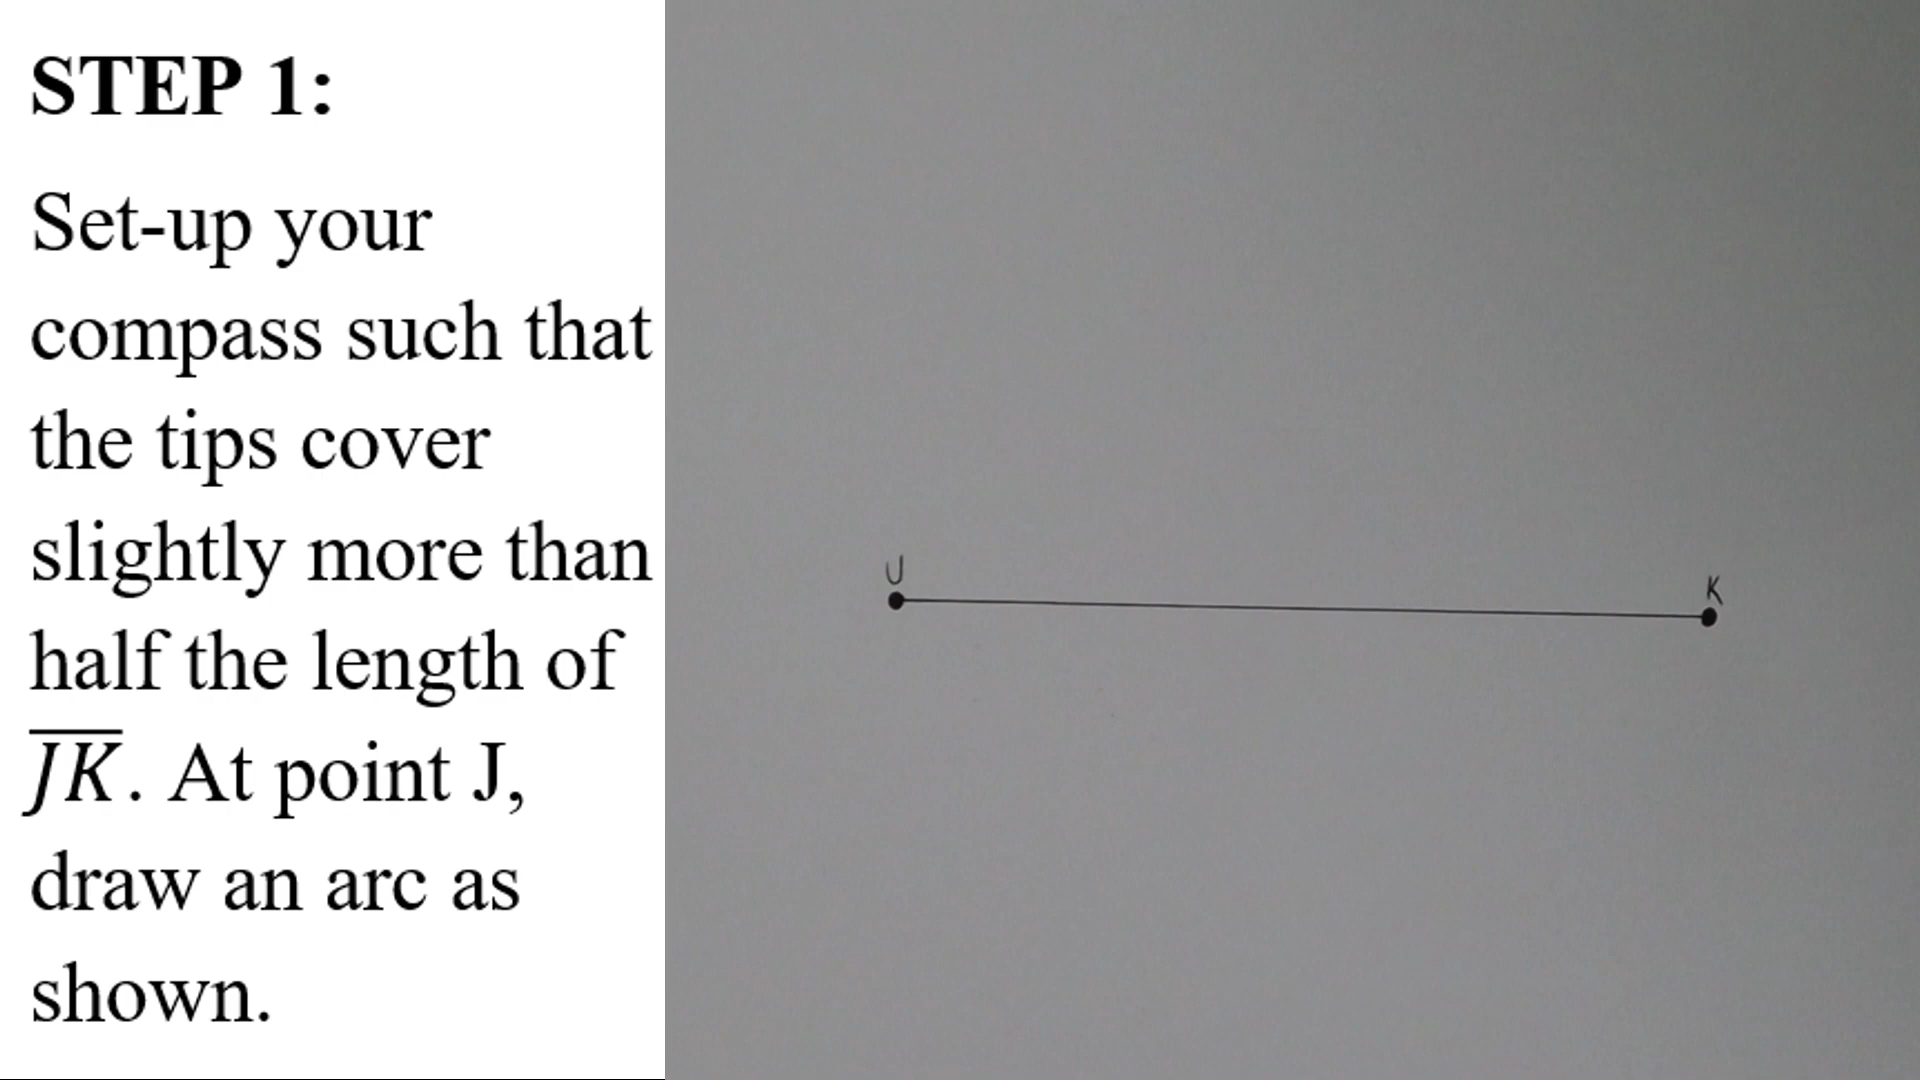 STEP 1:
Set-up your
compass such that
the tips cover
slightly more than
half the length of
JK. At point J,
draw an arc as
shown.
J
K